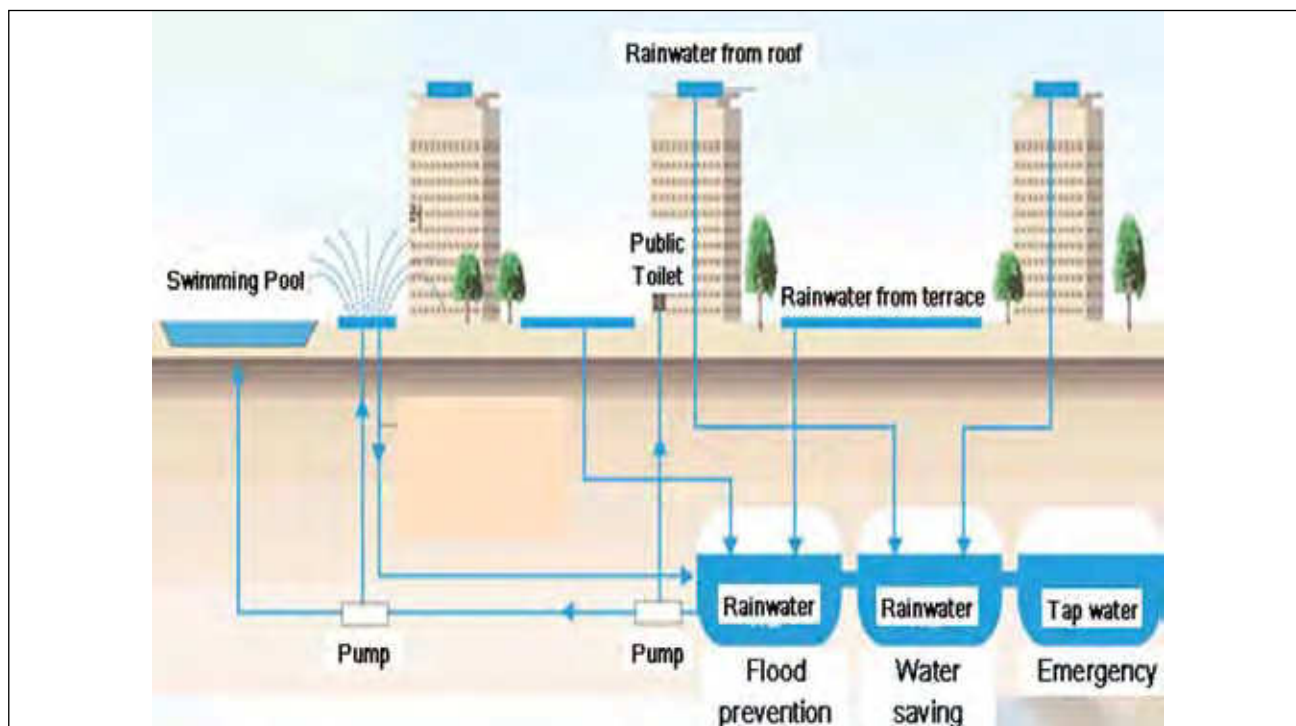 Rainwater from roof
Public
Toilet
Swimming Pool
Rainwater from terrace
Rainwater
Rainwater
Tap water
Pump
Pump
Flood
prevention
Water
saving
Emergency